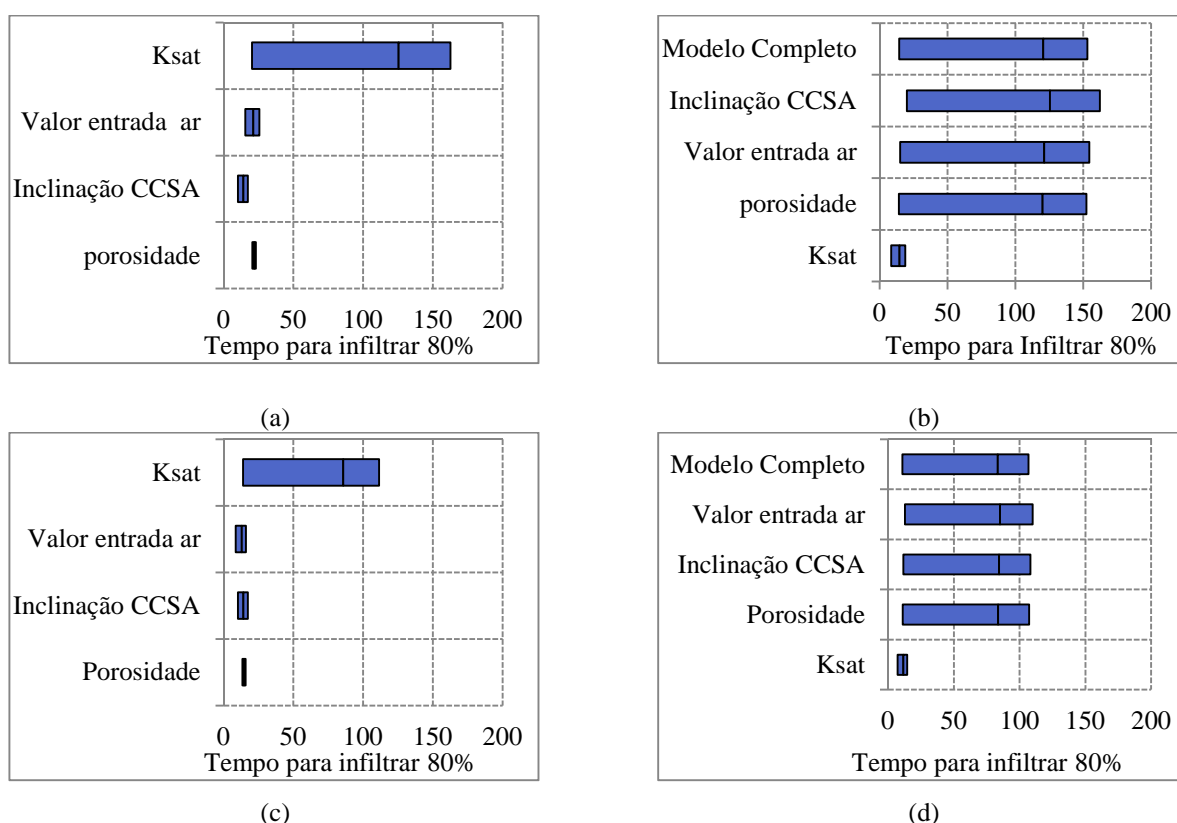 Ksat
Valor entrada ar
Inclinação CCSA
porosidade
0 50 100 150 200
Tempo para infiltrar 80%
(a)
Modelo Completo
Inclinação CCSA
Valor entrada ar
porosidade
Ksat
0 50 100 150 200
Tempo para Infiltrar 80%
(b)
Ksat
Valor entrada ar
Inclinação CCSA
Porosidade
0 50 100 150 200
Tempo para infiltrar 80%
(c)
Modelo Completo
Valor entrada ar
Inclinação CCSA
Porosidade
Ksat
0 50 100 150 200
Tempo para infiltrar 80%
(d)